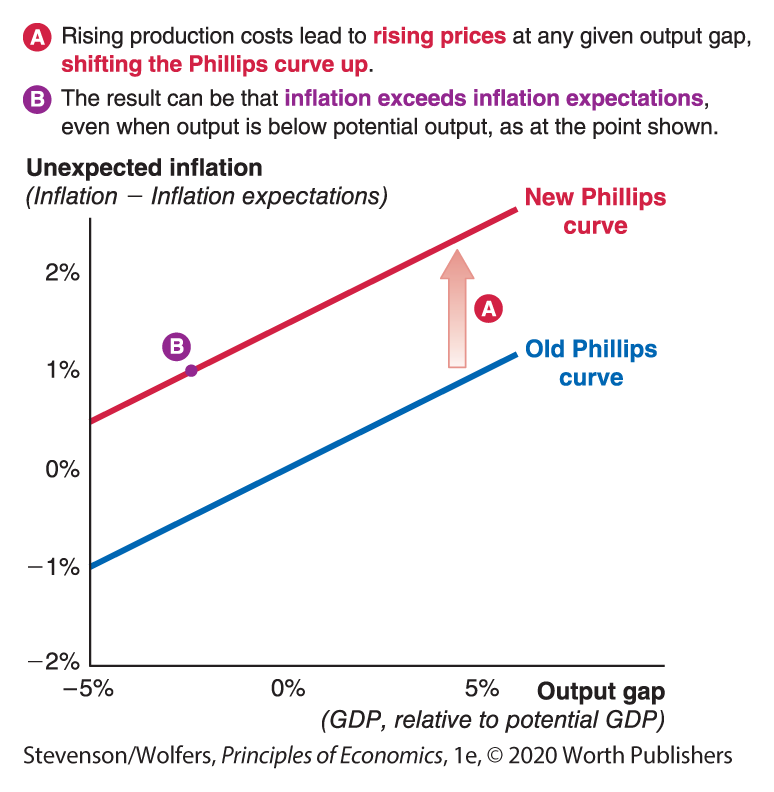 A Rising production costs lead to rising prices at any given output gap,
shifting the Phillips curve up.
B The result can be that inflation exceeds inflation expectations,
even when output is below potential output, as at the point shown.
Unexpected inflation
(Inflation − Inflation expectations)
New Phillips
curve
2%
A
B
Old Phillips
curve
1%
0%
−1%
−2%
−5% 0% 5% Output gap
(GDP, relative to potential GDP)
Stevenson/Wolfers, Principles of Economics, 1e, © 2020 Worth Publishers